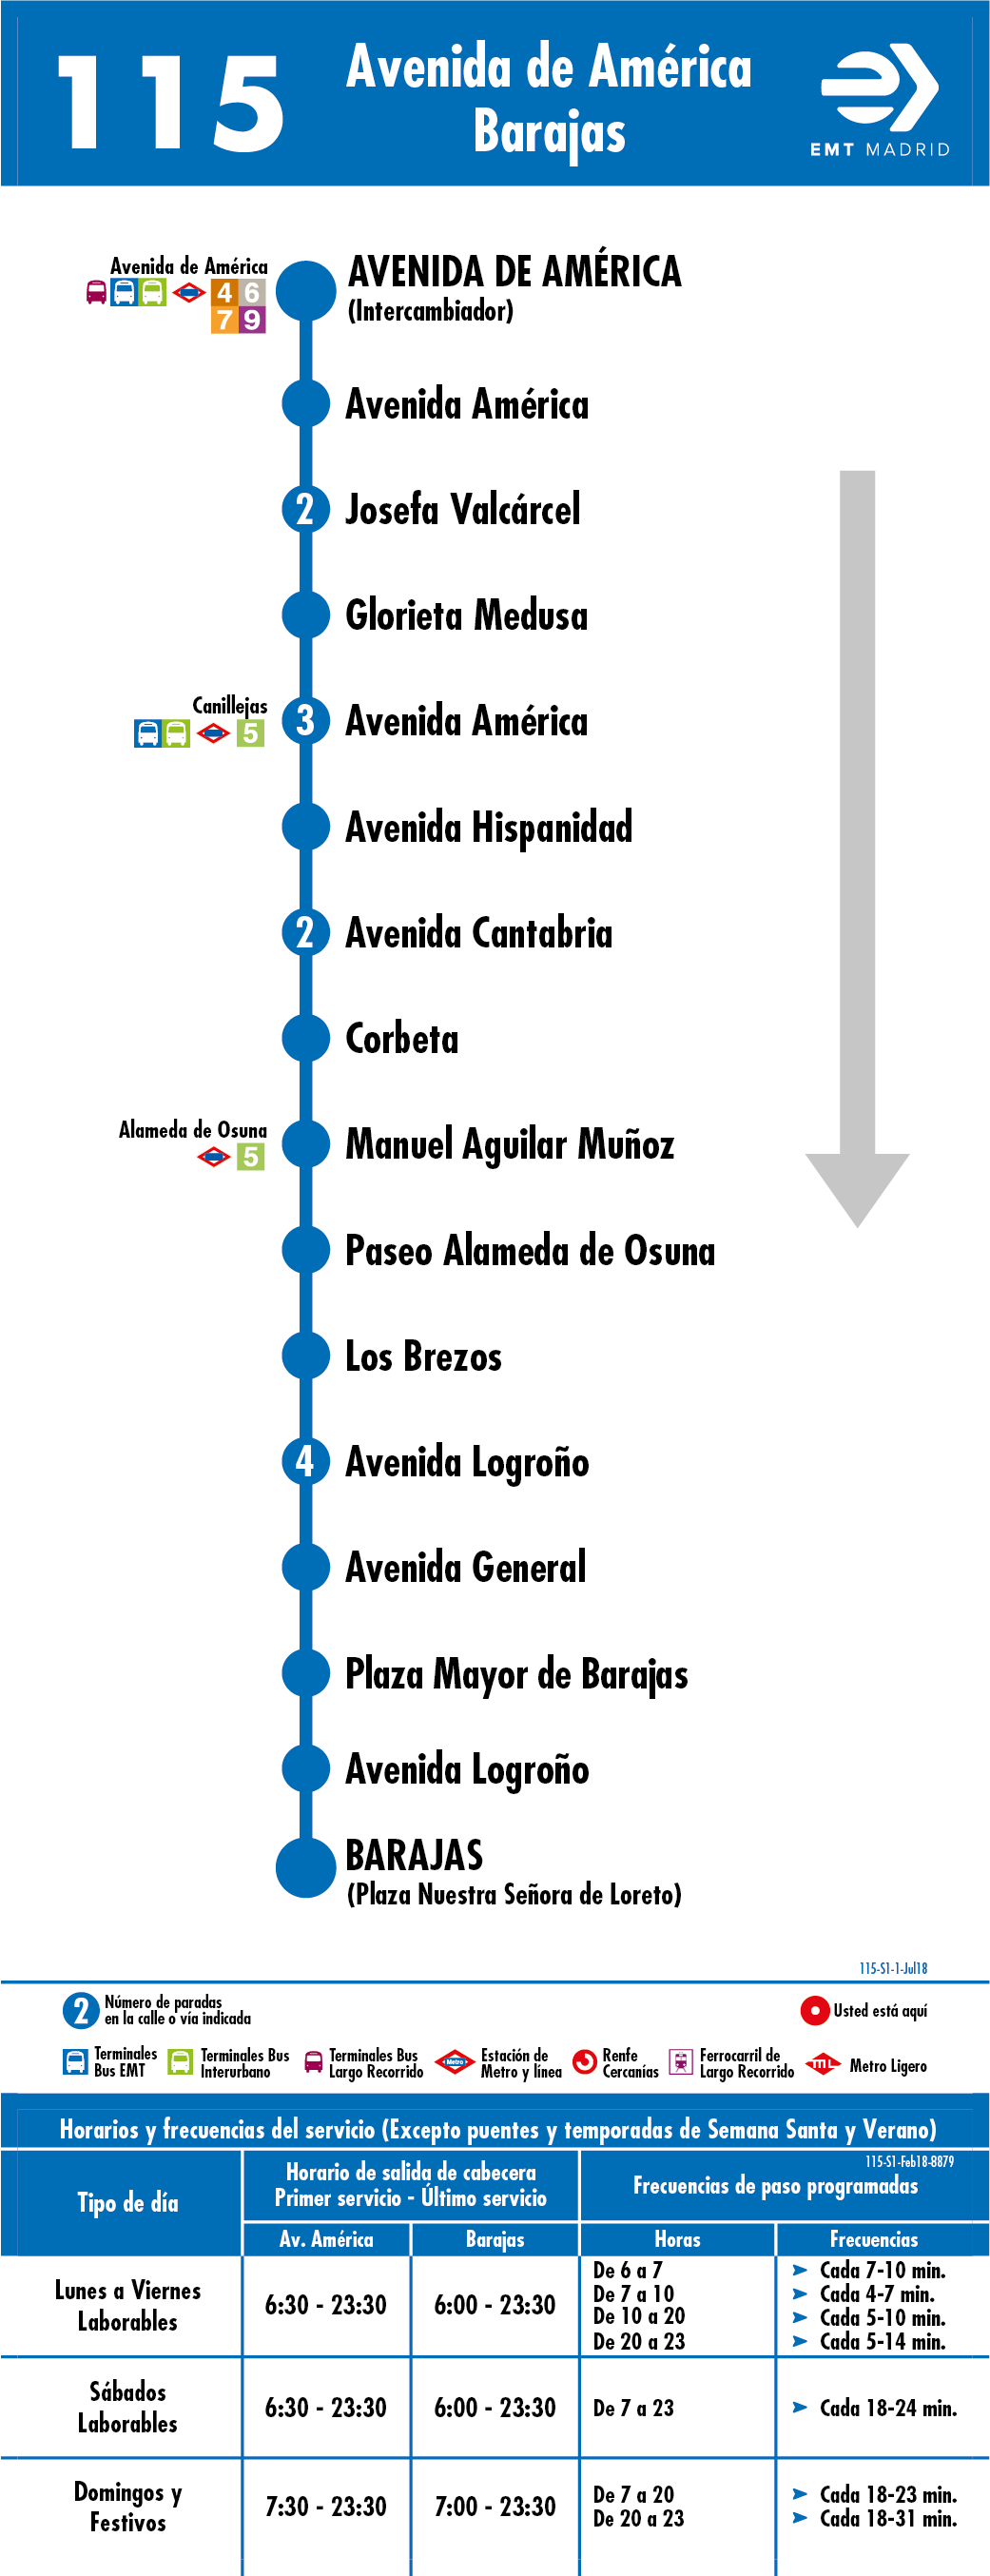 115
Avenida de América
Barajas
EMT MADRID
Avenida de América
4 6
7 9
AVENIDA DE AMÉRICA
(Intercambiador)
Avenida América
2 Josefa Valcárcel
Glorieta Medusa
Canillejas
5
3 Avenida América
Avenida Hispanidad
2 Avenida Cantabria
Corbeta
Alameda de Osuna
5
Manuel Aguilar Muñoz
Paseo Alameda de Osuna
Los Brezos
4 Avenida Logroño
Avenida General
Plaza Mayor de Barajas
Avenida Logroño
BARAJAS
(Plaza Nuestra Señora de Loreto)
115-S1-1-Jul18
2 Número de paradas
en la calle o vía indicada
Usted está aquí
Terminales
Bus EMT
Terminales Bus
Interurbano
Terminales Bus
Largo Recorrido
Metro
Estación de
Metro y línea
Renfe
Cercanías
Ferrocarril de
Largo Recorrido
ML
Metro Ligero
Horarios y frecuencias del servicio (Excepto puentes y temporadas de Semana Santa y Verano)
115-S1-Feb18-8879
Tipo de día
Horario de salida de cabecera
Primer servicio - Último servicio
Frecuencias de paso programadas
Av. América Barajas Horas Frecuencias
Lunes a Viernes
Laborables
6:30 - 23:30 6:00 - 23:30
De 6 a 7 ➤ Cada 7-10 min.
De 7 a 10 ➤ Cada 4-7 min.
De 10 a 20 ➤ Cada 5-10 min.
De 20 a 23 ➤ Cada 5-14 min.
Sábados
Laborables
6:30 - 23:30 6:00 - 23:30
De 7 a 23 ➤ Cada 18-24 min.
Domingos y
Festivos
7:30 - 23:30 7:00 - 23:30
De 7 a 20 ➤ Cada 18-23 min.
De 20 a 23 ➤ Cada 18-31 min.